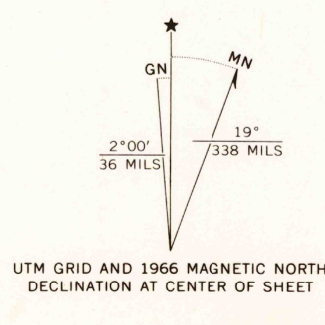 MN
GN
2°00'
36 MILS
19°
338 MILS
UTM GRID AND 1966 MAGNETIC NORTH
DECLINATION AT CENTER OF SHEET